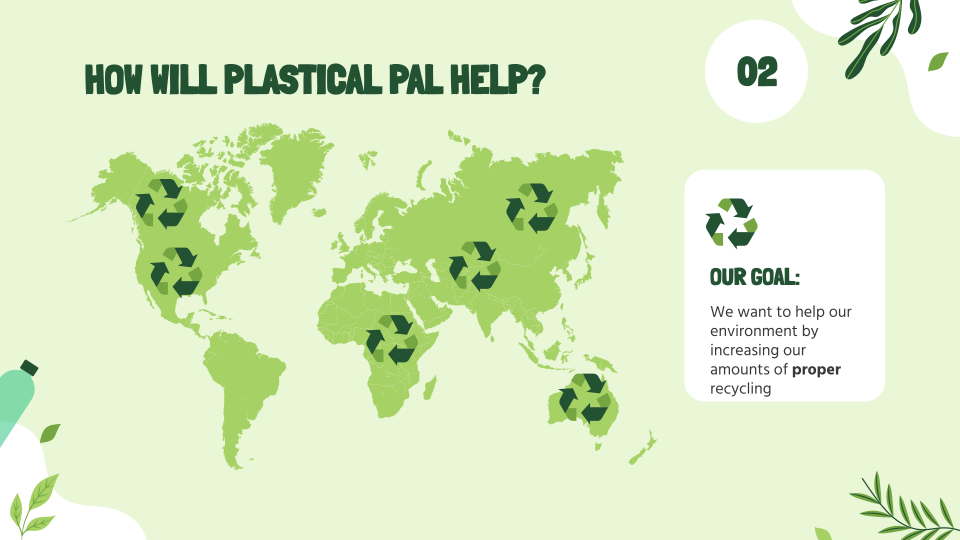 HOW WILL PLASTICAL PAL HELP?
02
OUR GOAL:
We want to help our
environment by
increasing our
amounts of proper
recycling